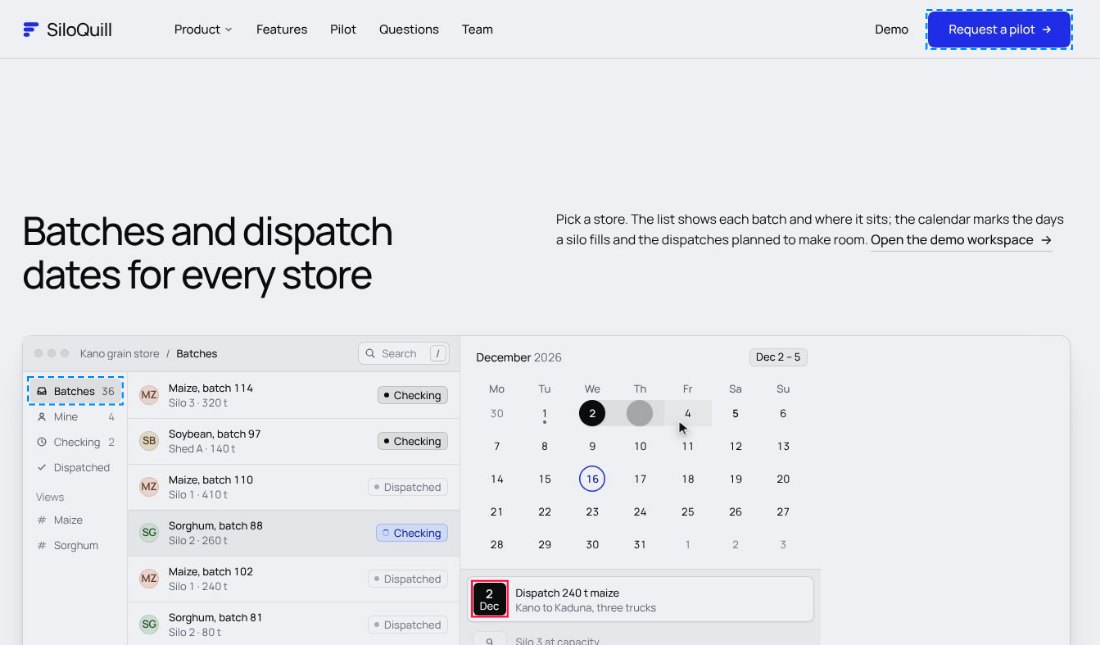 SiloQuill
Product
Features
Pilot
Questions
Team
Demo
Request a pilot →
Batches and dispatch
dates for every store
Pick a store. The list shows each batch and where it sits; the calendar marks the days
a silo fills and the dispatches planned to make room. Open the demo workspace →
Kano grain store / Batches
Search /
Batches 36
Mine 4
Checking 2
Dispatched
Views
# Maize
# Sorghum
MZ
Maize, batch 114
Silo 3 · 320 t
Checking
SB
Soybean, batch 97
Shed A · 140 t
Checking
MZ
Maize, batch 110
Silo 1 · 410 t
Dispatched
SG
Sorghum, batch 88
Silo 2 · 260 t
Checking
MZ
Maize, batch 102
Silo 1 · 240 t
Dispatched
SG
Sorghum, batch 81
Silo 2 · 80 t
Dispatched
December 2026
Dec 2 – 5
Mo Tu We Th Fr Sa Su
30 1 2 4 5 6
7 8 9 10 11 12 13
14 15 16 17 18 19 20
21 22 23 24 25 26 27
28 29 30 31 1 2 3
2
Dec
Dispatch 240 t maize
Kano to Kaduna, three trucks
9
Silo 3 at capacity